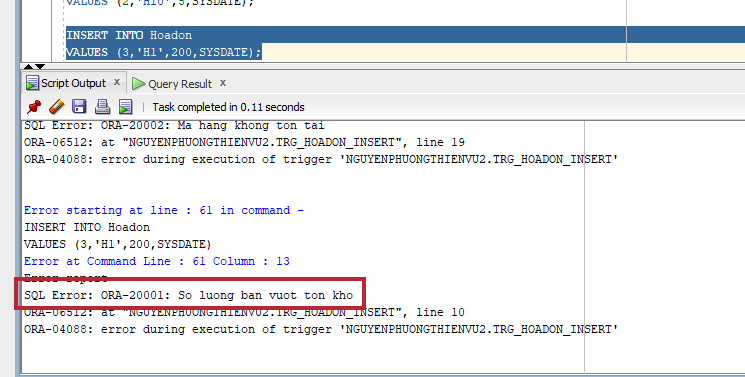 VALUES (2,'H10',5,SYSDATE);
INSERT INTO Hoadon
VALUES (3,'H1',200,SYSDATE);
Script Output x Query Result x
Task completed in 0.11 seconds
SQL Error: ORA-20002: Ma hang khong ton tai
ORA-06512: at "NGUYENPHUONGTHIENVU2.TRG_HOADON_INSERT", line 19
ORA-04088: error during execution of trigger 'NGUYENPHUONGTHIENVU2.TRG_HOADON_INSERT'
Error starting at line : 61 in command -
INSERT INTO Hoadon
VALUES (3,'H1',200,SYSDATE)
Error at Command Line : 61 Column : 13
Error report -
SQL Error: ORA-20001: So luong ban vuot ton kho
ORA-06512: at "NGUYENPHUONGTHIENVU2.TRG_HOADON_INSERT", line 10
ORA-04088: error during execution of trigger 'NGUYENPHUONGTHIENVU2.TRG_HOADON_INSERT'